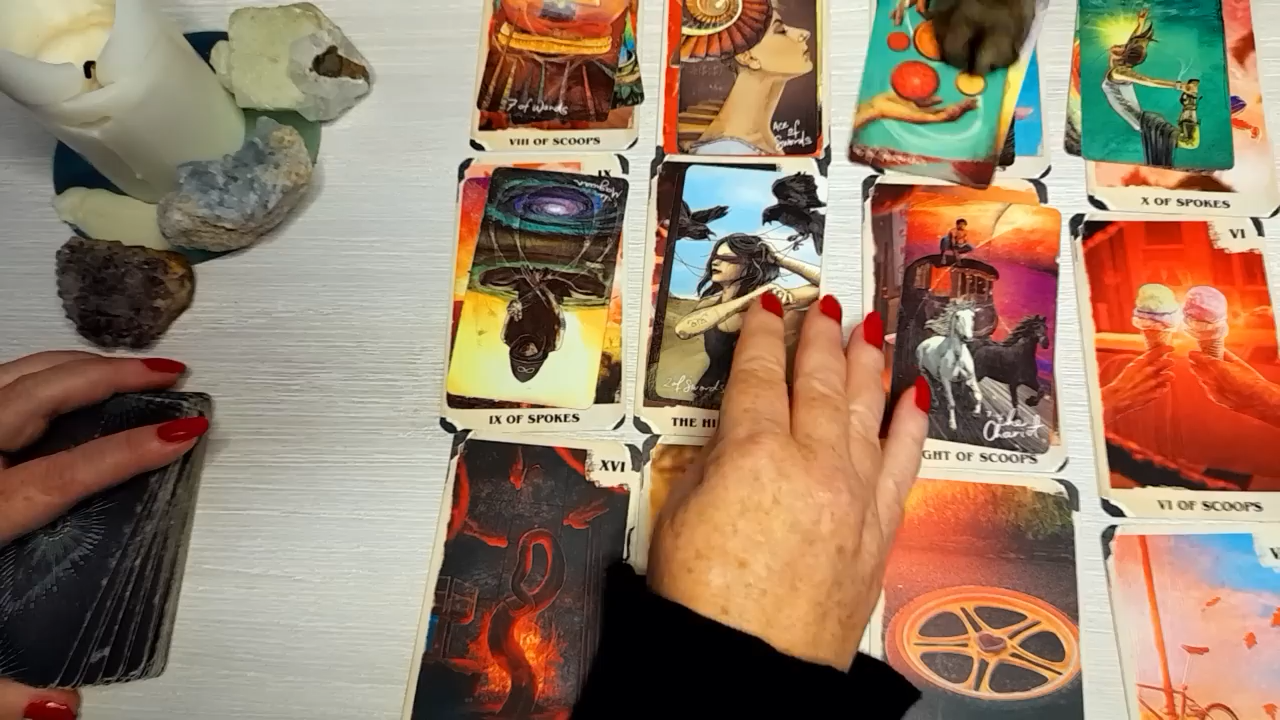 7 of Wands
VIII OF SCOOPS
Ace of
Swords
X OF SPOKES
IX
IX OF SPOKES
2 of Swords
THE HI
The
Chariot
GHT OF SCOOPS
VI
VI OF SCOOPS
XVI